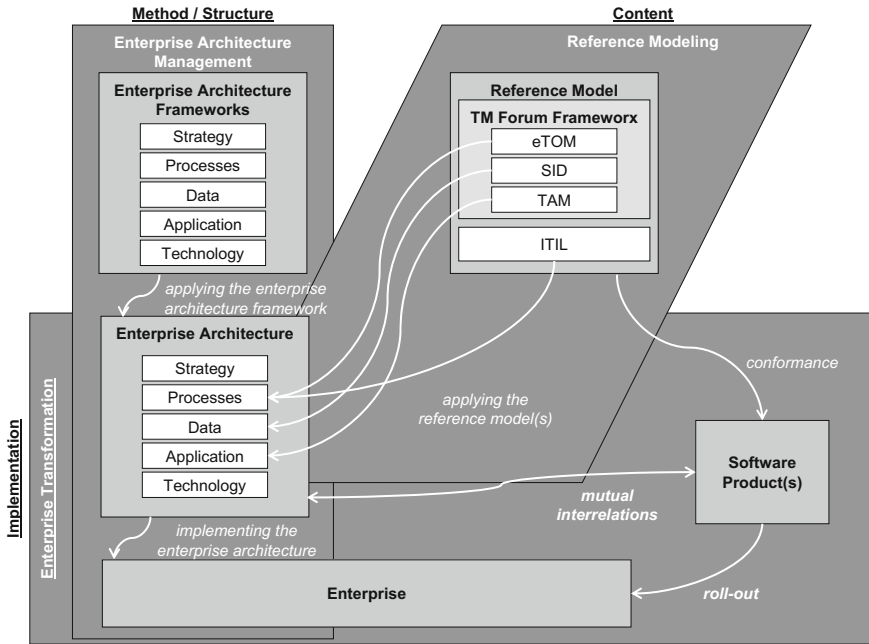 Method / Structure
Content
Enterprise Architecture
Management
Reference Modeling
Enterprise Architecture
Frameworks
Strategy
Processes
Data
Application
Technology
Reference Model
TM Forum Frameworx
eTOM
SID
TAM
ITIL
applying the enterprise
architecture framework
Enterprise Architecture
Strategy
Processes
Data
Application
Technology
applying the
reference model(s)
conformance
Software
Product(s)
mutual
interrelations
implementing the
enterprise architecture
Enterprise
roll-out
Implementation
Enterprise Transformation